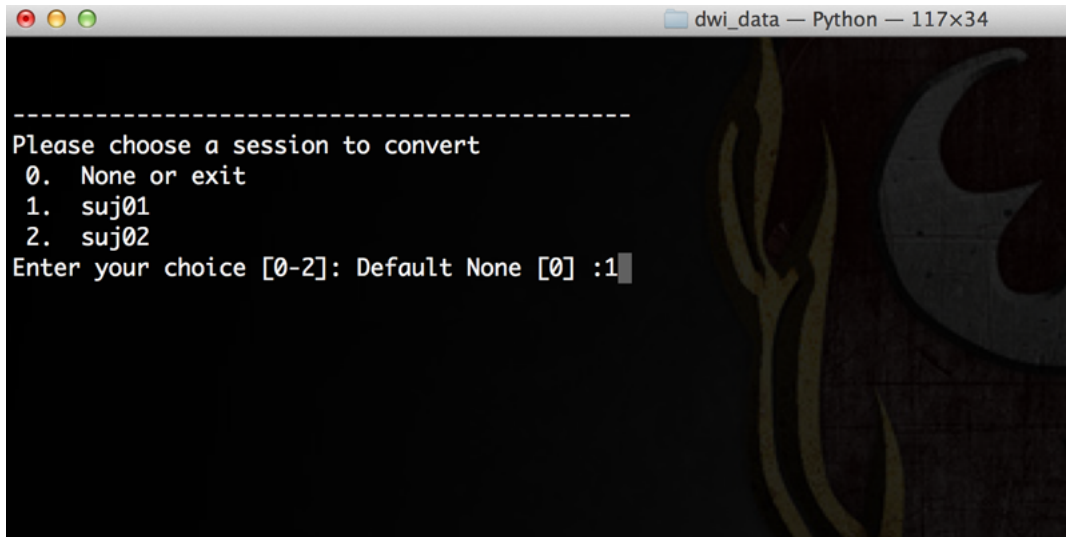 dwi_data — Python — 117×34
---------------------------------------------
Please choose a session to convert
 0.  None or exit
 1.  suj01
 2.  suj02
Enter your choice [0-2]: Default None [0] :1